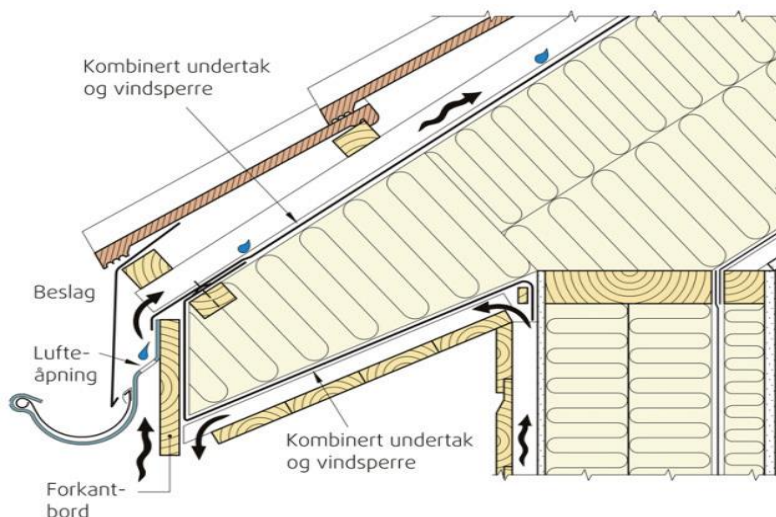 Kombinert undertak
og vindsperre
Beslag
Lufte-
åpning
Kombinert undertak
og vindsperre
Forkant-
bord